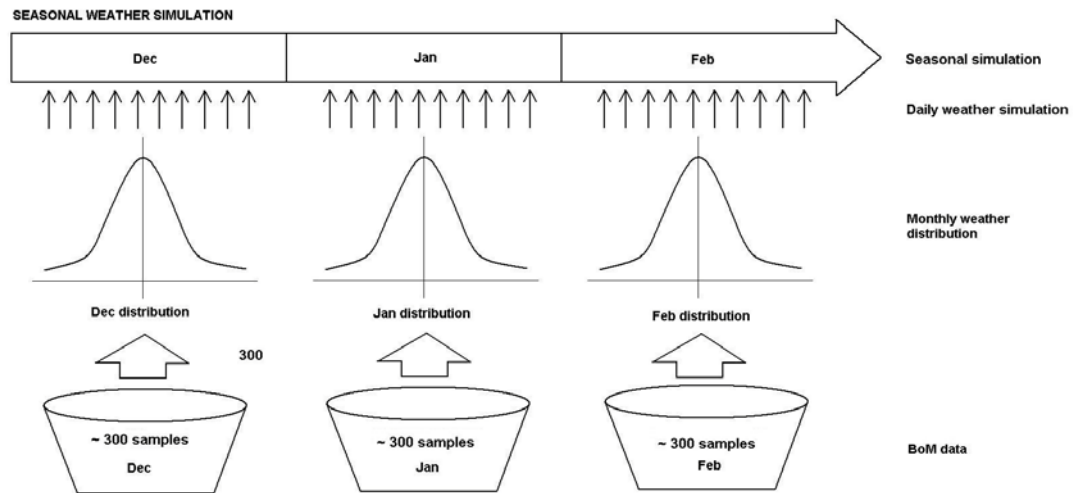 SEASONAL WEATHER SIMULATION
Dec
Jan
Feb
Seasonal simulation
Daily weather simulation
Monthly weather
distribution
Dec distribution
Jan distribution
Feb distribution
300
~ 300 samples
Dec
~ 300 samples
Jan
~ 300 samples
Feb
BoM data